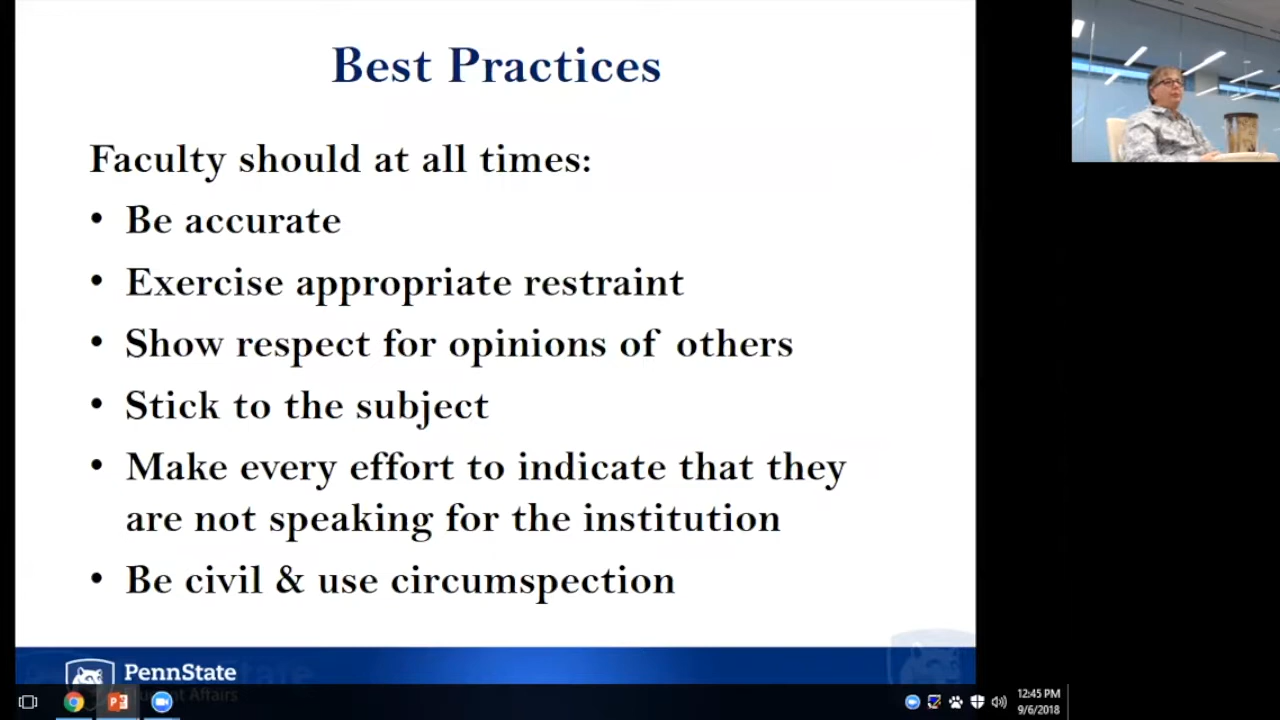 Best Practices
Faculty should at all times:
• Be accurate
• Exercise appropriate restraint
• Show respect for opinions of others
• Stick to the subject
• Make every effort to indicate that they
are not speaking for the institution
• Be civil & use circumspection
PennState
Student Affairs
12:45 PM
9/6/2018